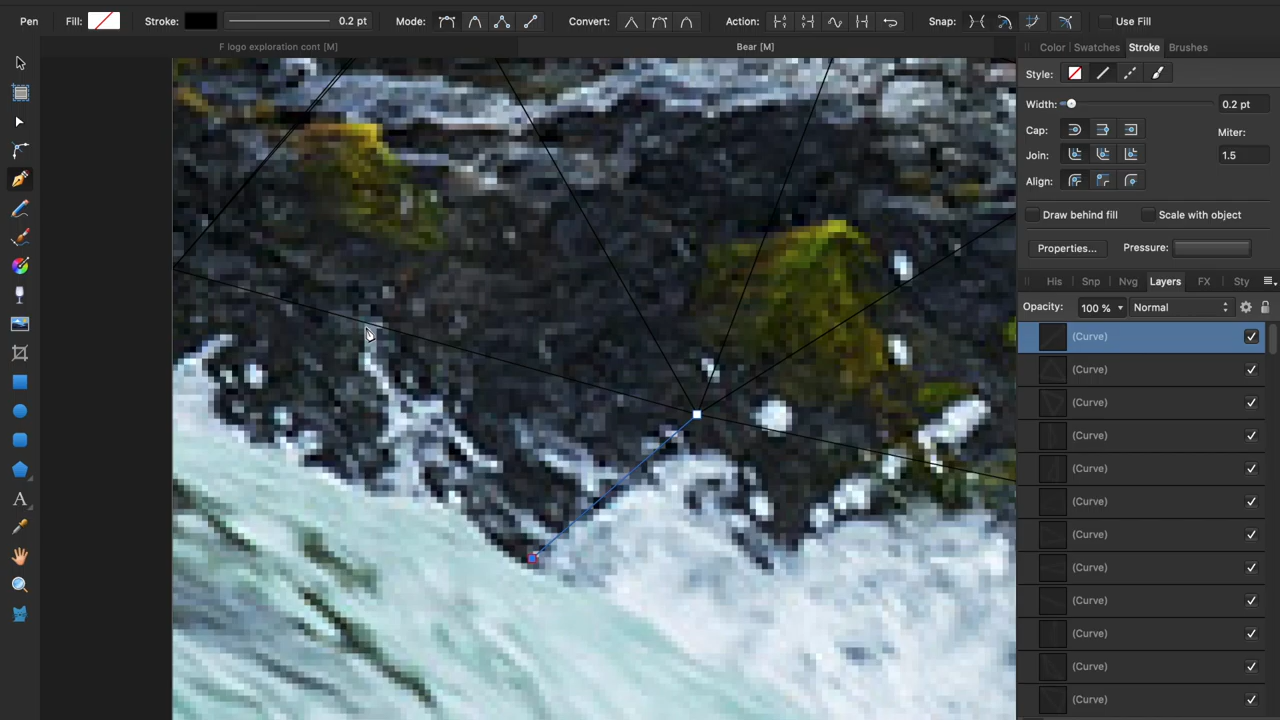 Pen Fill: Stroke: 0.2 pt Mode: Convert: Action: Snap: Use Fill
F logo exploration cont [M] Bear [M]
Color Swatches Stroke Brushes
Style:
Width: 0.2 pt
Cap: Miter:
Join: 1.5
Align:
Draw behind fill Scale with object
Properties... Pressure:
His Snp Nvg Layers FX Sty
Opacity: 100 % Normal
(Curve)
(Curve)
(Curve)
(Curve)
(Curve)
(Curve)
(Curve)
(Curve)
(Curve)
(Curve)
(Curve)
(Curve)